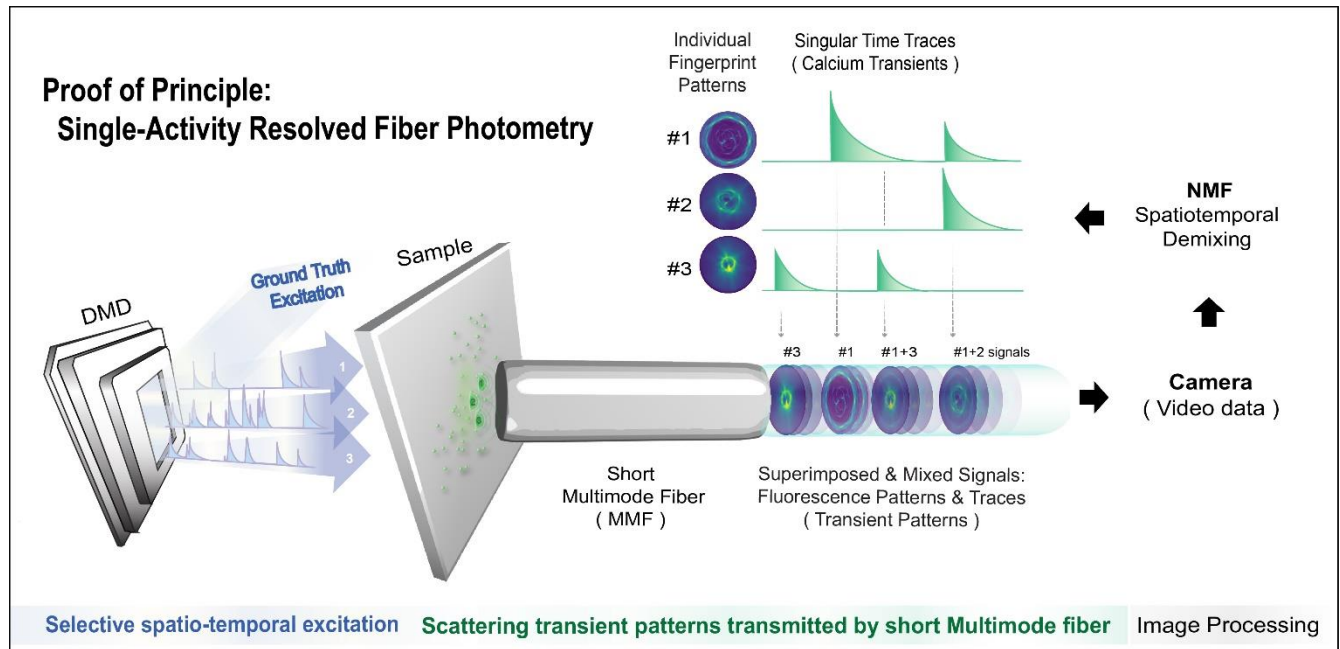 Proof of Principle:
Single-Activity Resolved Fiber Photometry
Individual
Fingerprint
Patterns
Singular Time Traces
( Calcium Transients )
#1
#2
#3
NMF
Spatiotemporal
Demixing
Sample
Ground Truth
Excitation
DMD
1
2
3
#3
#1
#1+3
#1+2 signals
Camera
( Video data )
Short
Multimode Fiber
( MMF )
Superimposed & Mixed Signals:
Fluorescence Patterns & Traces
( Transient Patterns )
Selective spatio-temporal excitation
Scattering transient patterns transmitted by short Multimode fiber
Image Processing